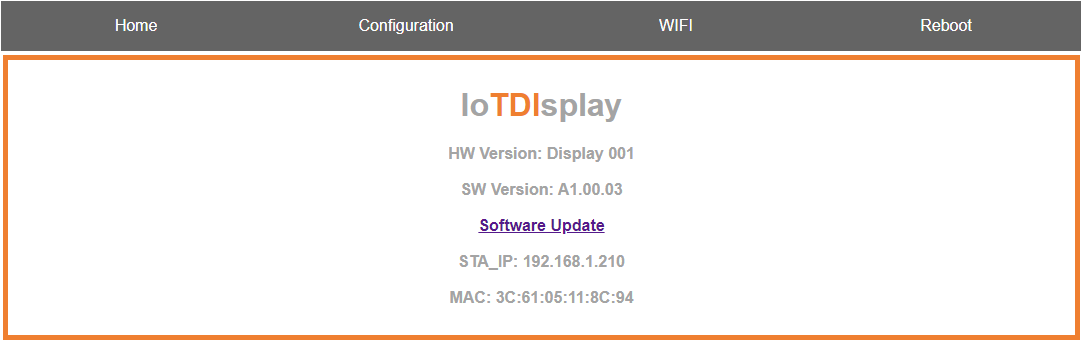 Home Configuration WIFI Reboot
IoTDIsplay
HW Version: Display 001
SW Version: A1.00.03
Software Update
STA_IP: 192.168.1.210
MAC: 3C:61:05:11:8C:94